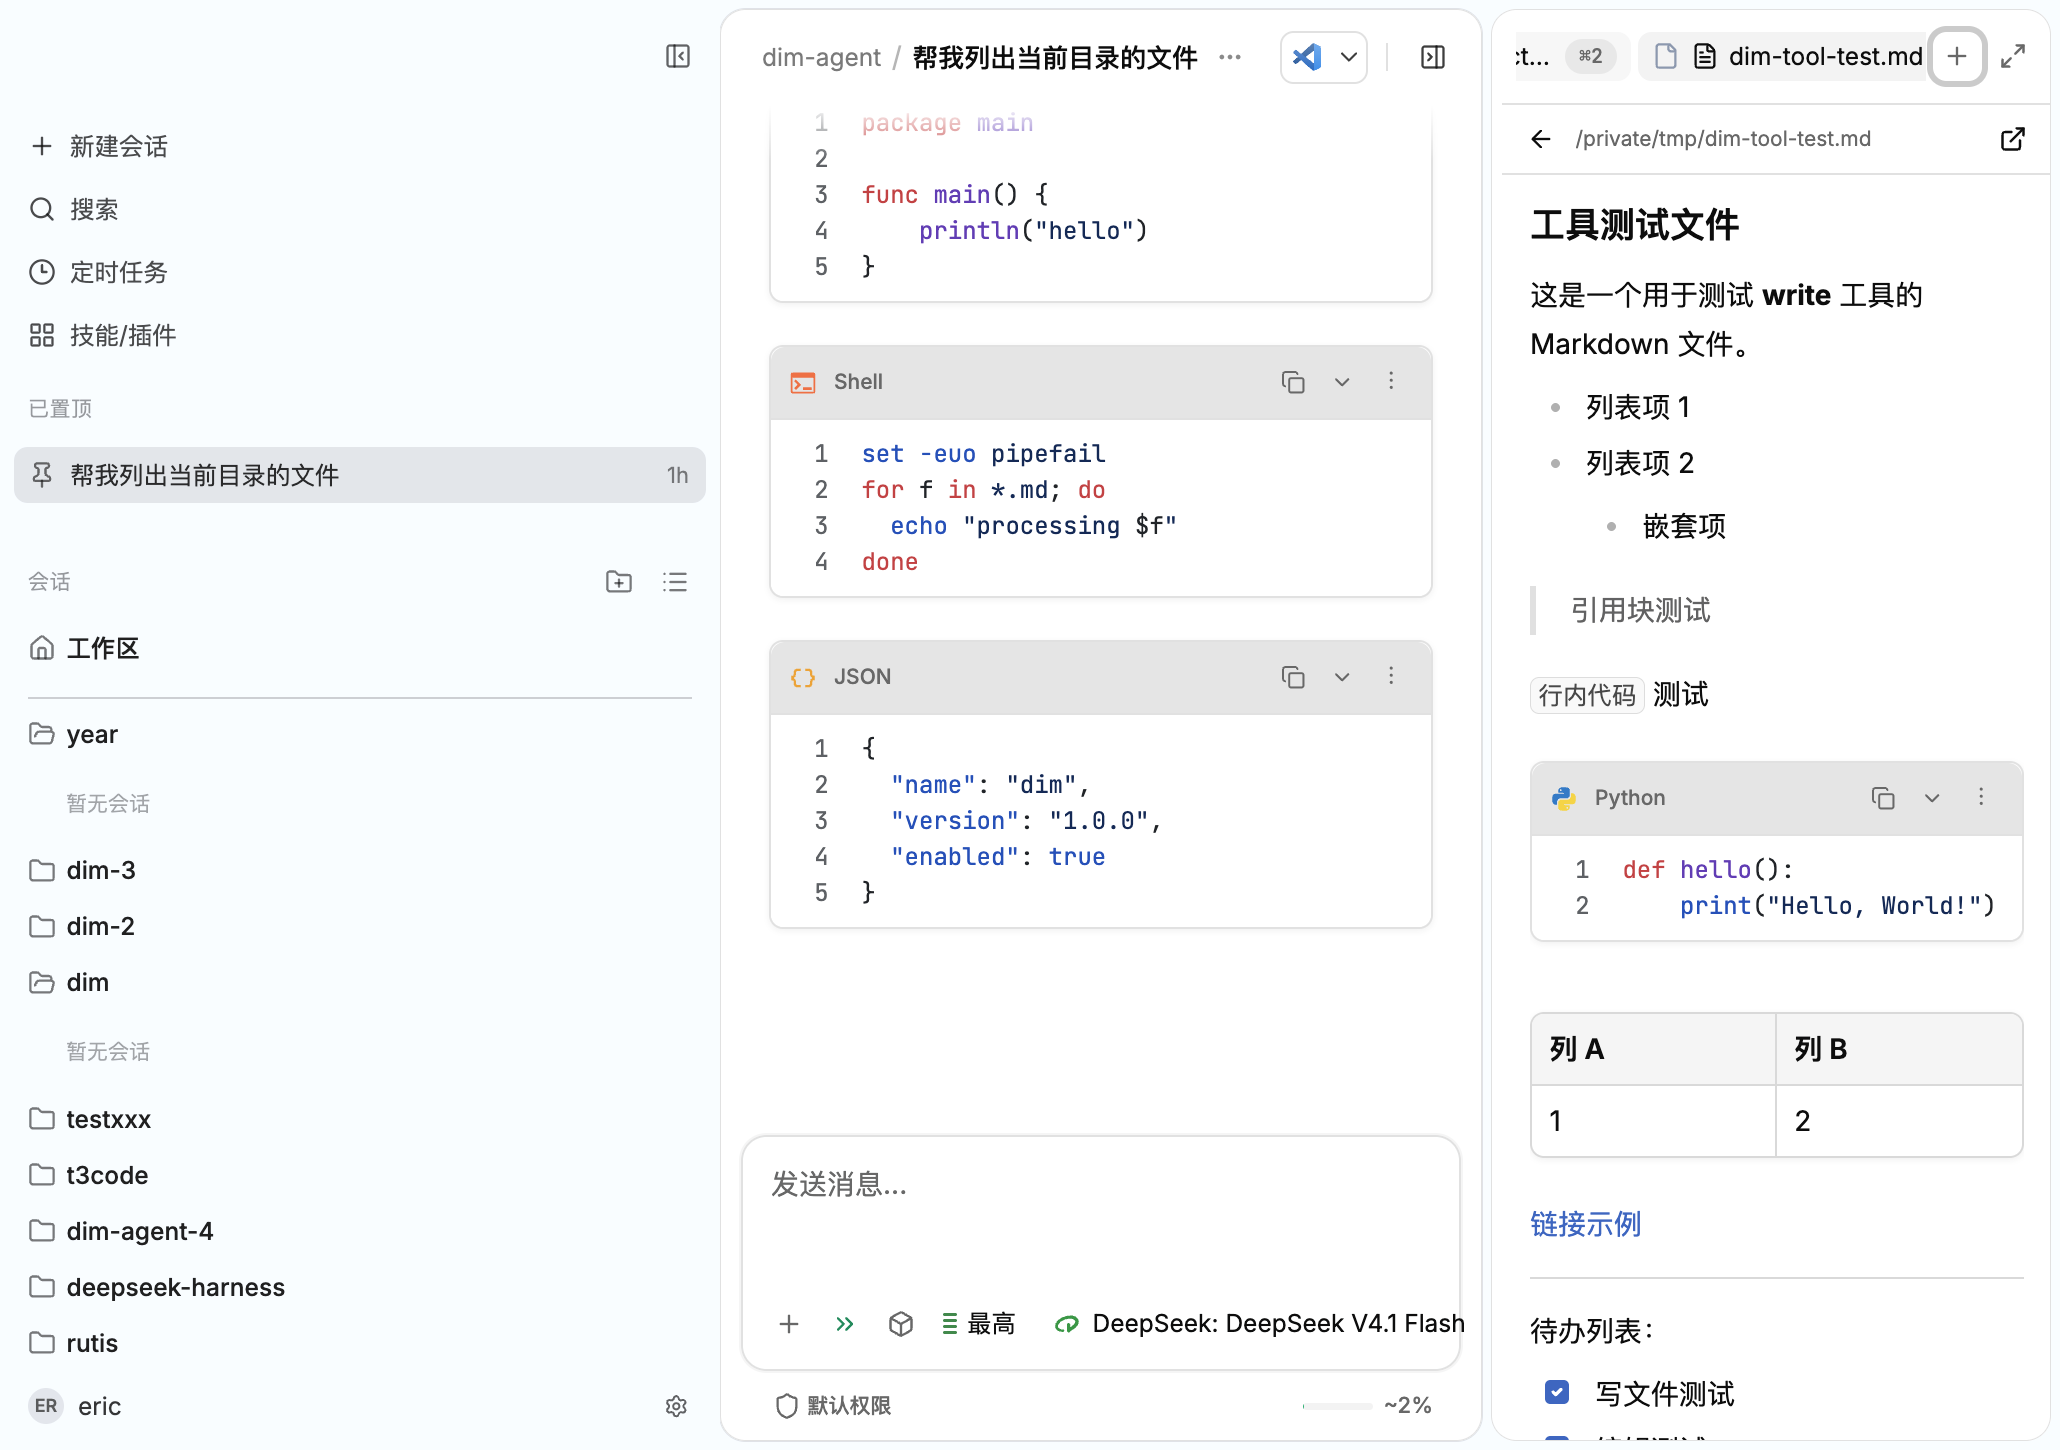 新建会话
搜索
定时任务
技能/插件
已置顶
帮我列出当前目录的文件 1h
会话
工作区
year
暂无会话
dim-3
dim-2
dim
暂无会话
testxxx
t3code
dim-agent-4
deepseek-harness
rutis
ER eric
dim-agent / 帮我列出当前目录的文件 ...
1 package main
2
3 func main() {
4     println("hello")
5 }
Shell
1 set -euo pipefail
2 for f in *.md; do
3   echo "processing $f"
4 done
JSON
1 {
2   "name": "dim",
3   "version": "1.0.0",
4   "enabled": true
5 }
发送消息...
最高 DeepSeek: DeepSeek V4.1 Flash
默认权限 ~2%
ct... ⌘2 dim-tool-test.md
/private/tmp/dim-tool-test.md
工具测试文件
这是一个用于测试 write 工具的
Markdown 文件。
列表项 1
列表项 2
嵌套项
引用块测试
行内代码 测试
Python
1 def hello():
2     print("Hello, World!")
列 A 列 B
1 2
链接示例
待办列表：
写文件测试